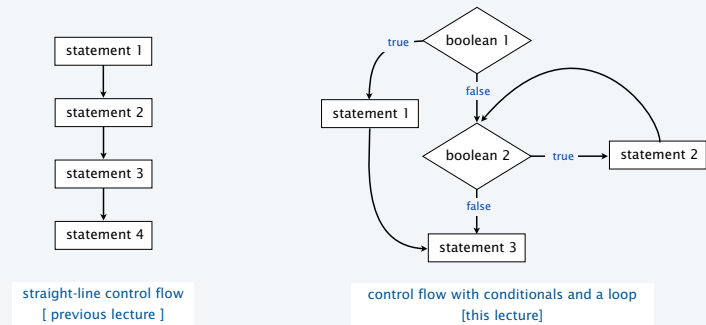 statement 1
statement 2
statement 3
statement 4
straight-line control flow
[ previous lecture ]
boolean 1
true
false
statement 1
boolean 2
true
statement 2
false
statement 3
control flow with conditionals and a loop
[this lecture]